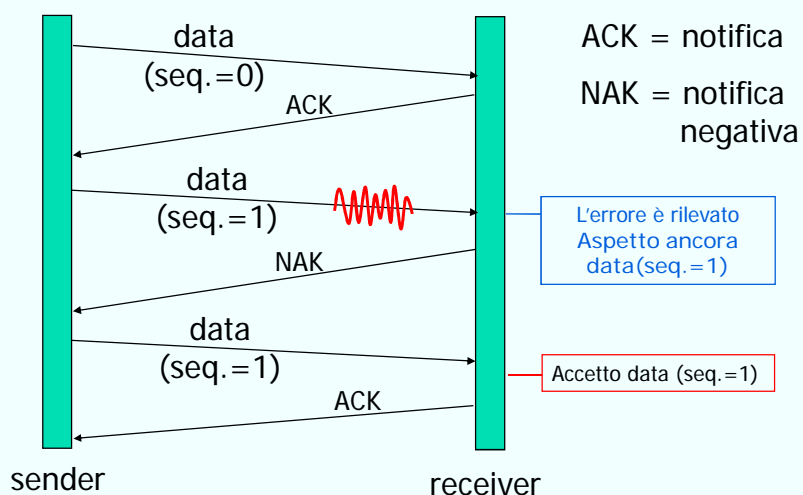 data
(seq.=0)
ACK = notifica
NAK = notifica
negativa
ACK
data
(seq.=1)
L'errore è rilevato
Aspetto ancora
data(seq.=1)
NAK
data
(seq.=1)
Accetto data (seq.=1)
ACK
sender
receiver